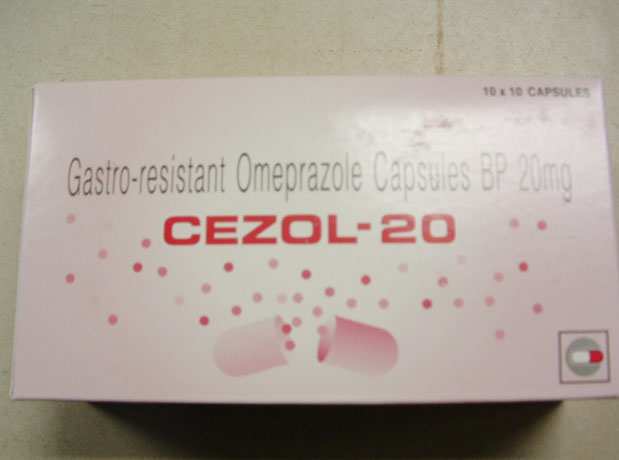 10 x 10 CAPSULES
Gastro-resistant Omeprazole Capsules BP 20mg
CEZOL-20